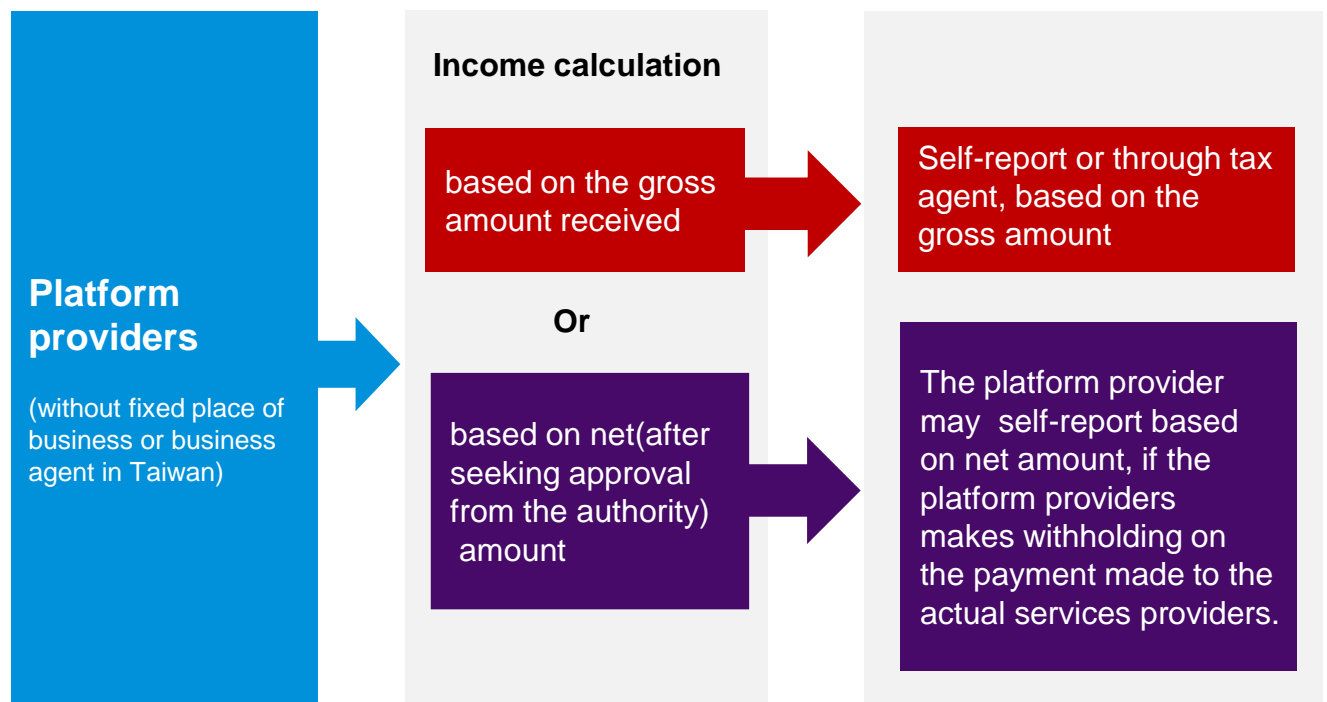 Platform
providers
(without fixed place of
business or business
agent in Taiwan)
Income calculation
based on the gross
amount received
Or
based on net(after
seeking approval
from the authority)
amount
Self-report or through tax
agent, based on the
gross amount
The platform provider
may  self-report based
on net amount, if the
platform providers
makes withholding on
the payment made to the
actual services providers.